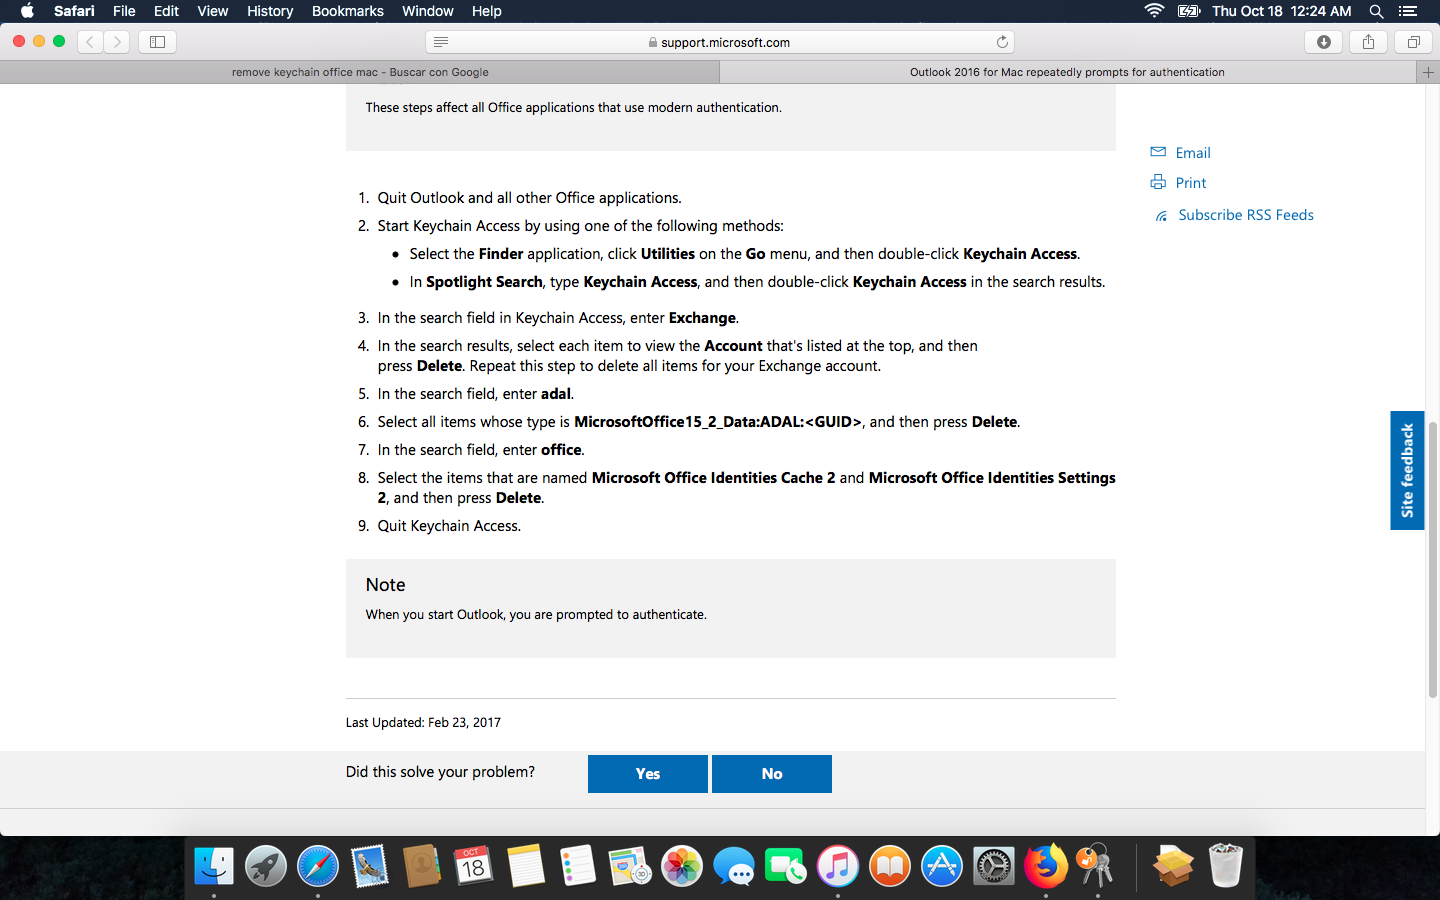 Safari File Edit View History Bookmarks Window Help Thu Oct 18 12:24 AM
support.microsoft.com
remove keychain office mac - Buscar con Google Outlook 2016 for Mac repeatedly prompts for authentication
These steps affect all Office applications that use modern authentication.
Email
Print
Subscribe RSS Feeds
1. Quit Outlook and all other Office applications.
2. Start Keychain Access by using one of the following methods:
• Select the Finder application, click Utilities on the Go menu, and then double-click Keychain Access.
• In Spotlight Search, type Keychain Access, and then double-click Keychain Access in the search results.
3. In the search field in Keychain Access, enter Exchange.
4. In the search results, select each item to view the Account that's listed at the top, and then
press Delete. Repeat this step to delete all items for your Exchange account.
5. In the search field, enter adal.
6. Select all items whose type is MicrosoftOffice15_2_Data:ADAL:<GUID>, and then press Delete.
7. In the search field, enter office.
8. Select the items that are named Microsoft Office Identities Cache 2 and Microsoft Office Identities Settings
2, and then press Delete.
9. Quit Keychain Access.
Site feedback
Note
When you start Outlook, you are prompted to authenticate.
Last Updated: Feb 23, 2017
Did this solve your problem? Yes No
OCT
18